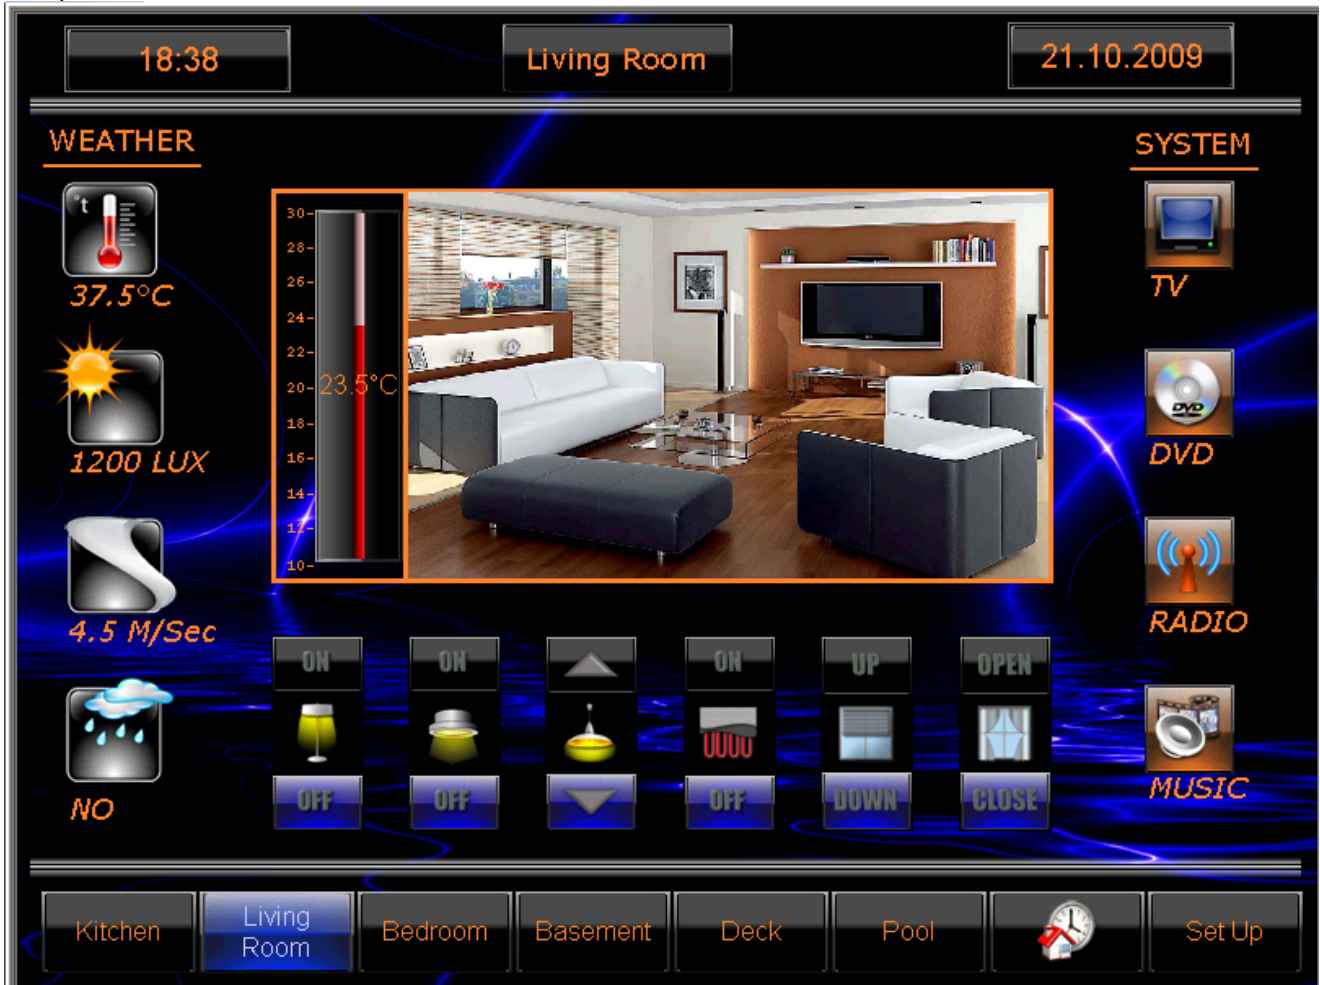 18:38
Living Room
21.10.2009
WEATHER
SYSTEM
°t
37.5°C
1200 LUX
4.5 M/Sec
NO
30-
28-
26-
24-
22-
20-
18-
16-
14-
12-
10-
23.5°C
TV
DVD
DVD
RADIO
MUSIC
ON
ON
ON
UP
OPEN
OFF
OFF
OFF
DOWN
CLOSE
Kitchen
Living
Room
Bedroom
Basement
Deck
Pool
Set Up